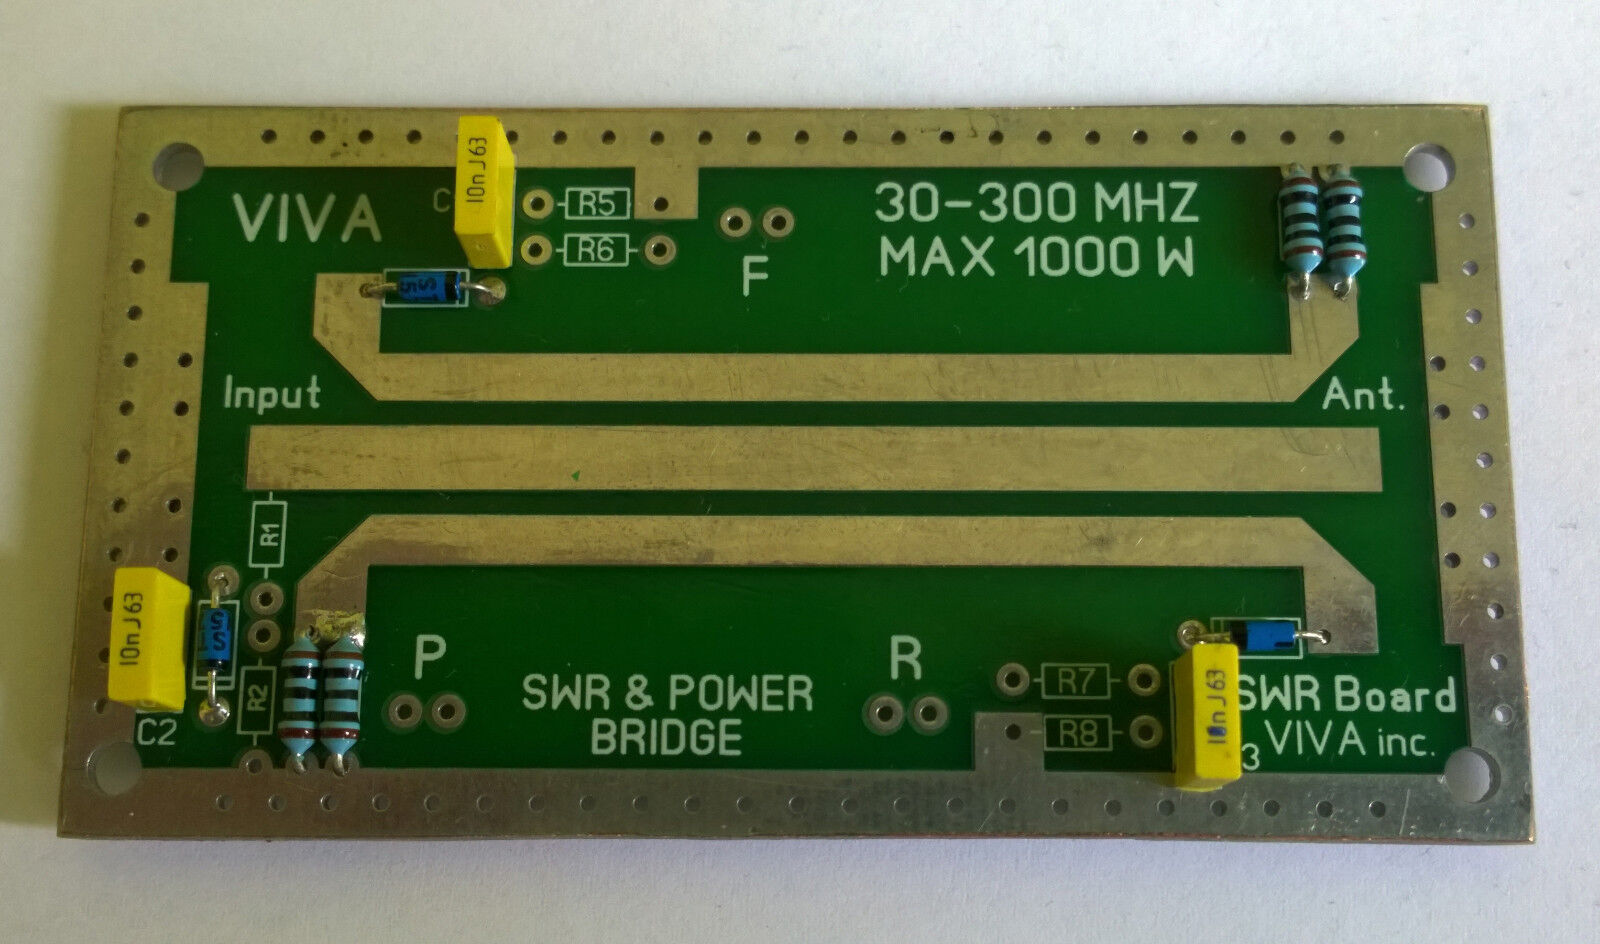 VIVA
C
10nJ63
R5
R6
F
30-300 MHZ
MAX 1000 W
Input
Ant.
R1
10nJ63
C2
R2
P
SWR & POWER
BRIDGE
R
R7
R8
10nJ63
SWR Board
3 VIVA inc.